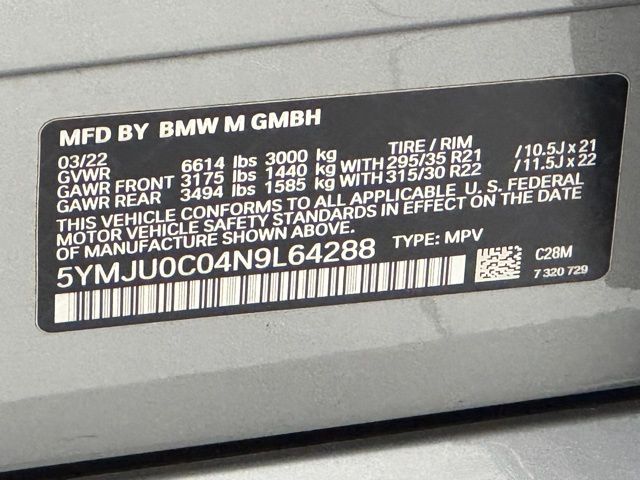 MFD BY BMW M GMBH
03/22 TIRE / RIM
GVWR 6614 lbs 3000 kg
GAWR FRONT 3175 lbs 1440 kg WITH 295/35 R21 /10.5J x 21
GAWR REAR 3494 lbs 1585 kg WITH 315/30 R22 /11.5J x 22
THIS VEHICLE CONFORMS TO ALL APPLICABLE U. S. FEDERAL
MOTOR VEHICLE SAFETY STANDARDS IN EFFECT ON THE DATE
OF MANUFACTURE SHOWN ABOVE.
5YMJU0C04N9L64288 TYPE: MPV
C28M
7 320 729